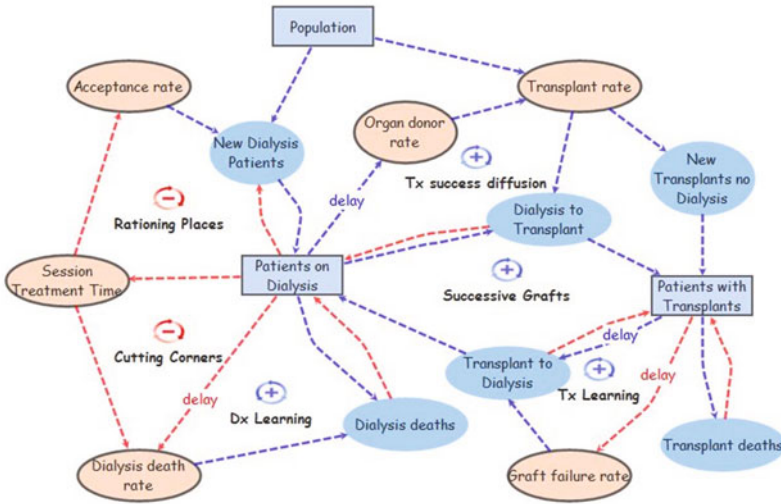 Population
Acceptance rate
Transplant rate
Organ donor
rate
New Dialysis
Patients
New
Transplants no
Dialysis
Tx success diffusion
delay
Dialysis to
Transplant
Rationing Places
Session
Treatment Time
Patients on
Dialysis
Successive Grafts
Patients with
Transplants
Cutting Corners
delay
Transplant to
Dialysis
Tx Learning
delay
delay
Dx Learning
Dialysis deaths
Transplant deaths
Dialysis death
rate
Graft failure rate